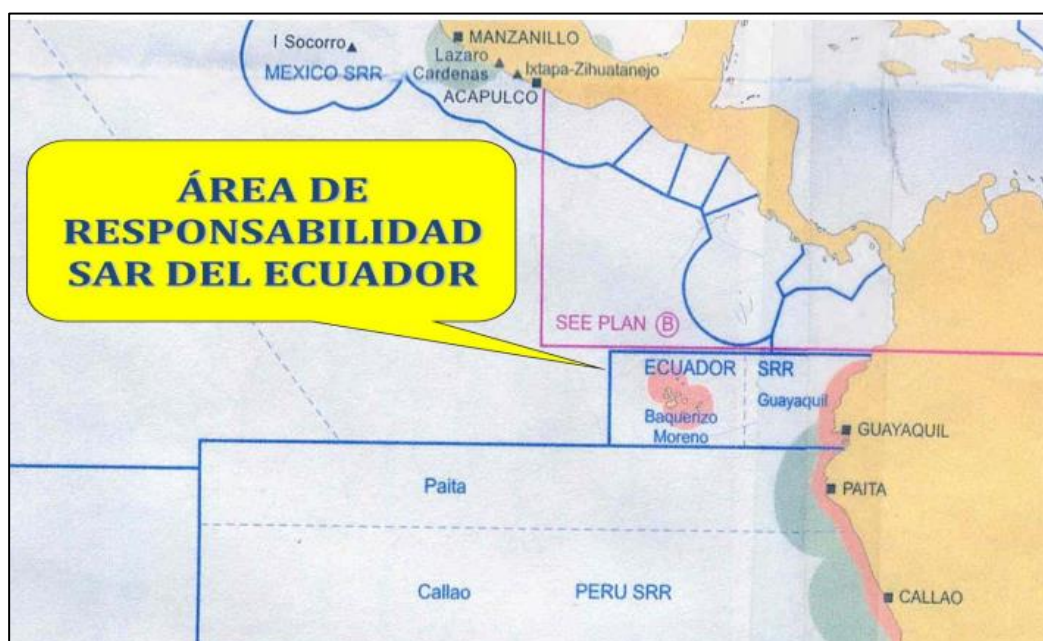 I Socorro
MEXICO SRR
MANZANILLO
Lazaro
Cardenas
Ixtapa-Zihuatanejo
ACAPULCO
ÁREA DE
RESPONSABILIDAD
SAR DEL ECUADOR
SEE PLAN B
ECUADOR SRR
Guayaquil
Baquerizo
Moreno
GUAYAQUIL
Paita
PAITA
Callao
PERU SRR
CALLAO